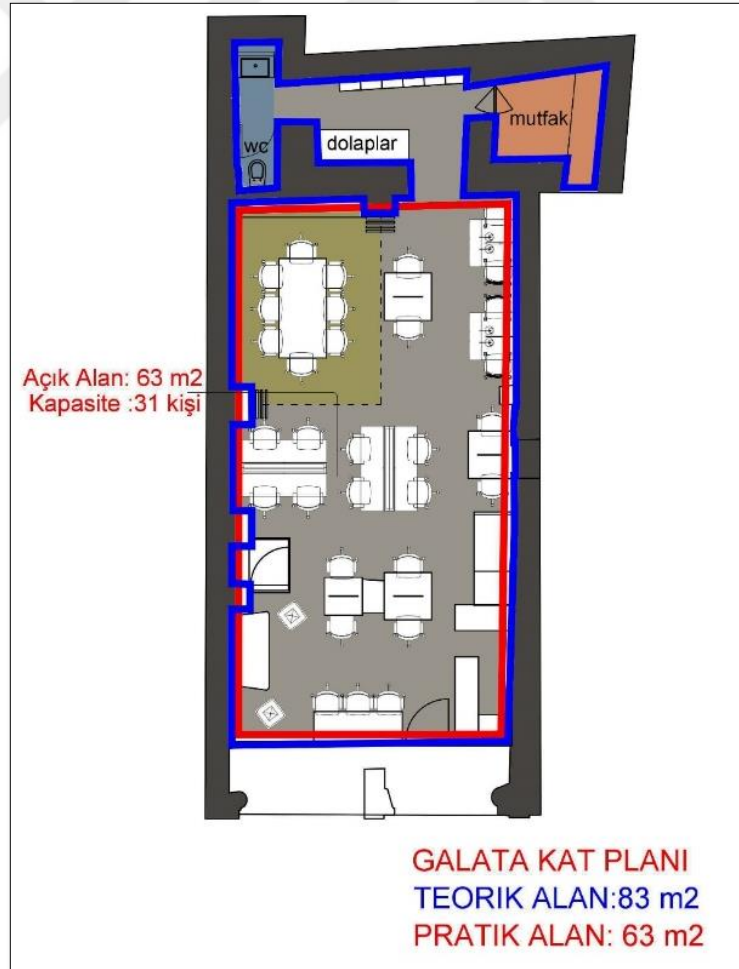 wc
dolaplar
mutfak
Açık Alan: 63 m2
Kapasite :31 kişi
GALATA KAT PLANI
TEORIK ALAN:83 m2
PRATIK ALAN: 63 m2